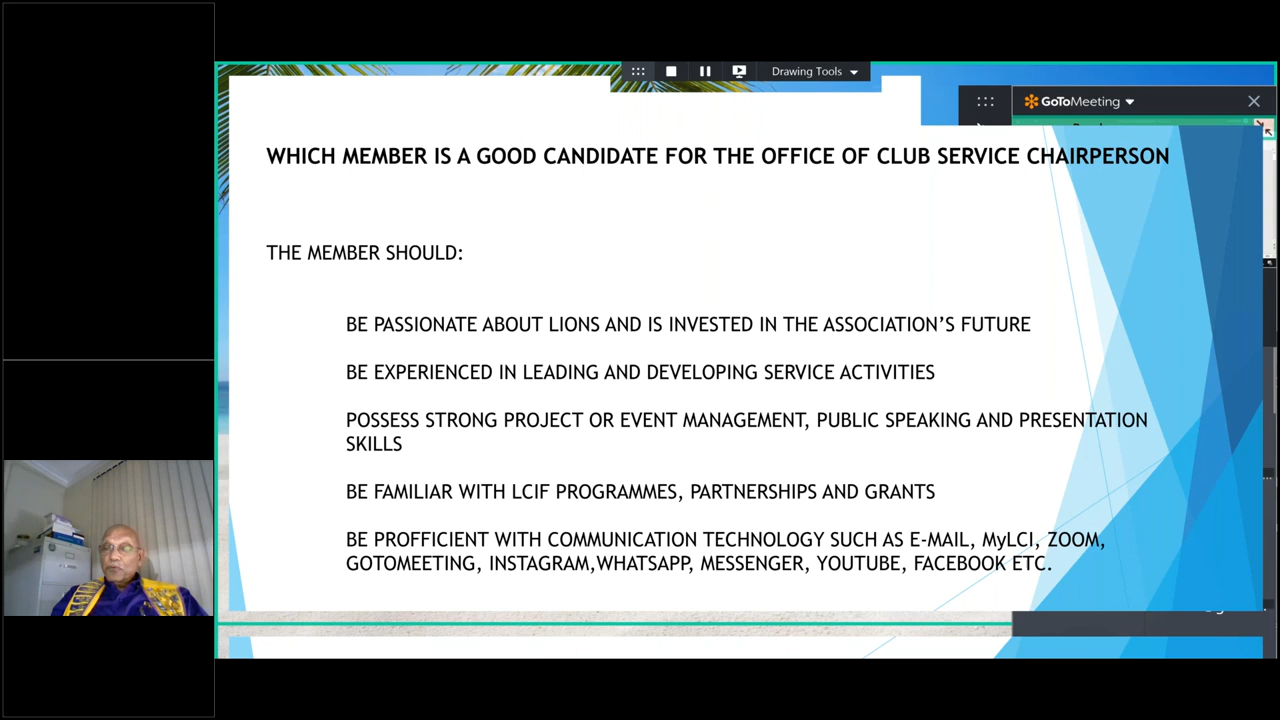 Drawing Tools
GoToMeeting
WHICH MEMBER IS A GOOD CANDIDATE FOR THE OFFICE OF CLUB SERVICE CHAIRPERSON
THE MEMBER SHOULD:
BE PASSIONATE ABOUT LIONS AND IS INVESTED IN THE ASSOCIATION’S FUTURE
BE EXPERIENCED IN LEADING AND DEVELOPING SERVICE ACTIVITIES
POSSESS STRONG PROJECT OR EVENT MANAGEMENT, PUBLIC SPEAKING AND PRESENTATION
SKILLS
BE FAMILIAR WITH LCIF PROGRAMMES, PARTNERSHIPS AND GRANTS
BE PROFFICIENT WITH COMMUNICATION TECHNOLOGY SUCH AS E-MAIL, MyLCI, ZOOM,
GOTOMEETING, INSTAGRAM,WHATSAPP, MESSENGER, YOUTUBE, FACEBOOK ETC.